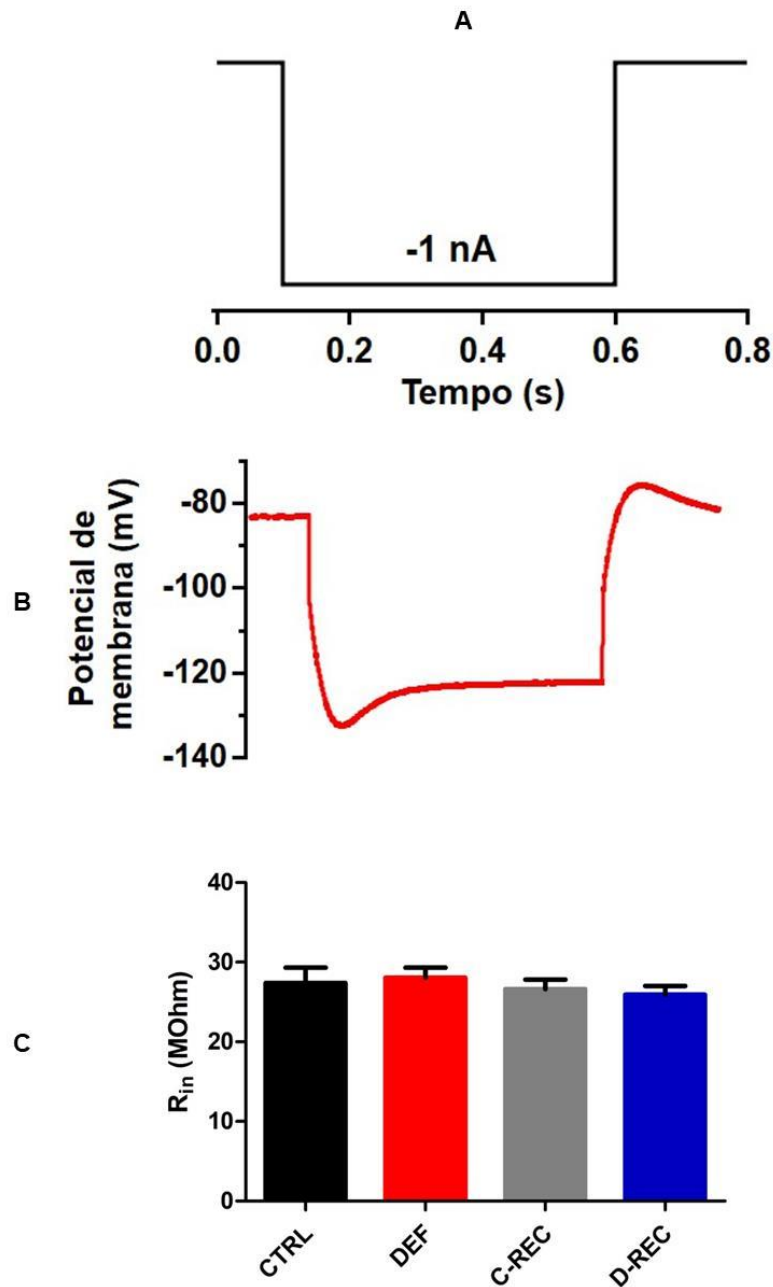 A
-1 nA
0.0 0.2 0.4 0.6 0.8
Tempo (s)
B
Potencial de
membrana (mV)
-80
-100
-120
-140
C
R_in (MOhm)
40
30
20
10
0
CTRL DEF C-REC D-REC